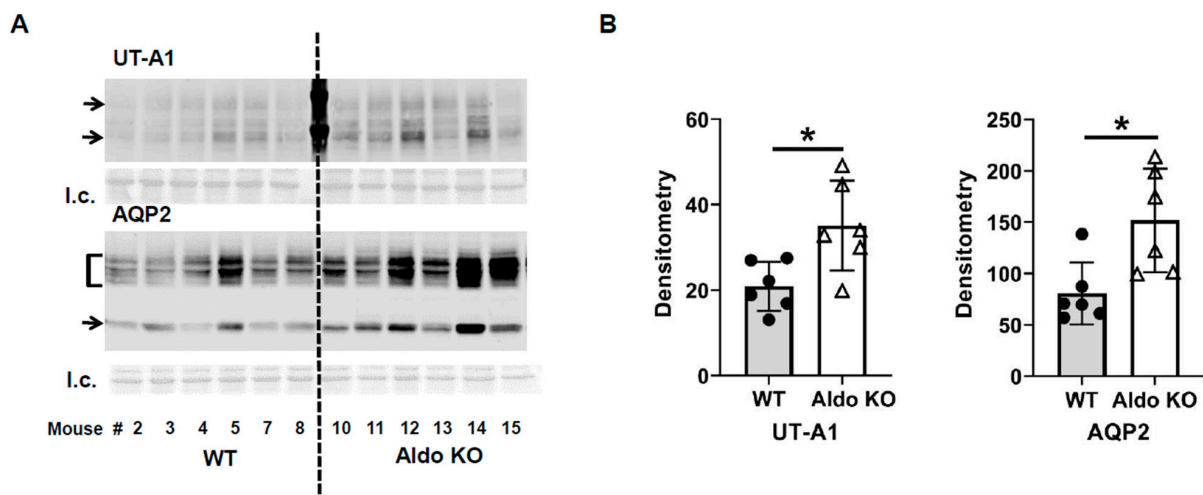 A
UT-A1
l.c.
AQP2
l.c.
Mouse # 2 3 4 5 7 8 10 11 12 13 14 15
WT Aldo KO
B
Densitometry
60
40
20
0
*
WT Aldo KO
UT-A1
Densitometry
250
200
150
100
50
0
*
WT Aldo KO
AQP2